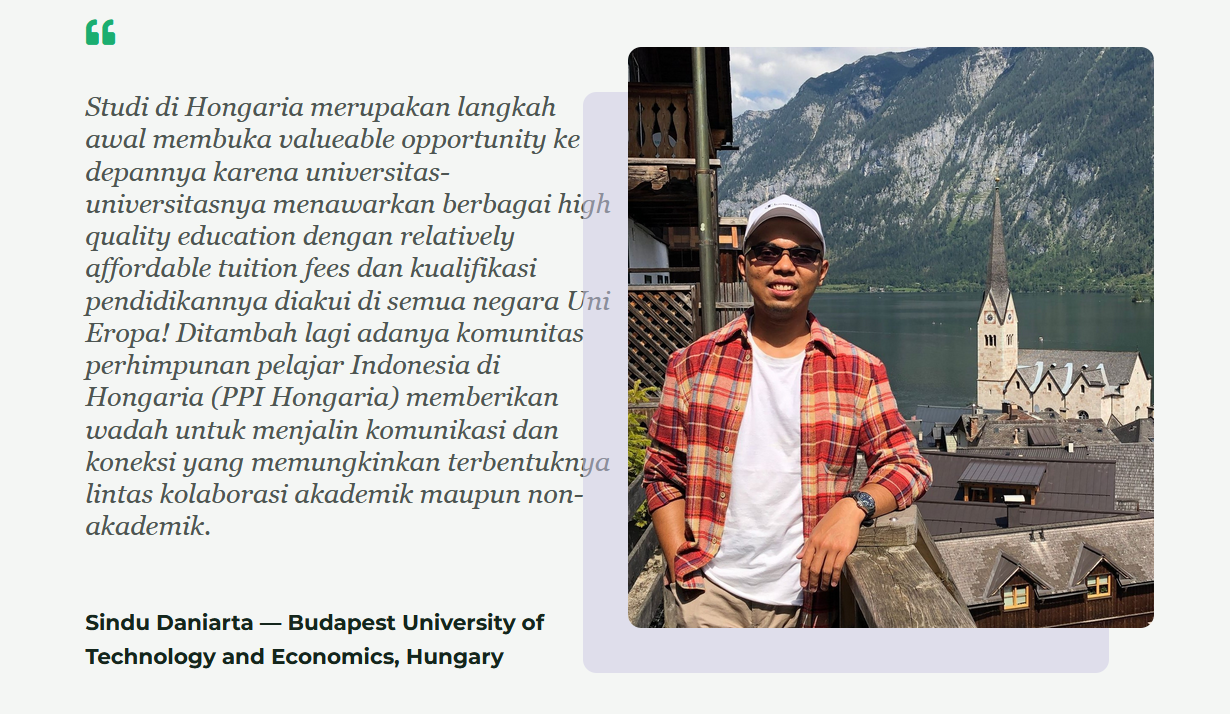 Studi di Hongaria merupakan langkah
awal membuka valueable opportunity ke
depannya karena universitas-
universitasnya menawarkan berbagai high
quality education dengan relatively
affordable tuition fees dan kualifikasi
pendidikannya diakui di semua negara Uni
Eropa! Ditambah lagi adanya komunitas
perhimpunan pelajar Indonesia di
Hongaria (PPI Hongaria) memberikan
wadah untuk menjalin komunikasi dan
koneksi yang memungkinkan terbentuknya
lintas kolaborasi akademik maupun non-
akademik.
Sindu Daniarta — Budapest University of
Technology and Economics, Hungary